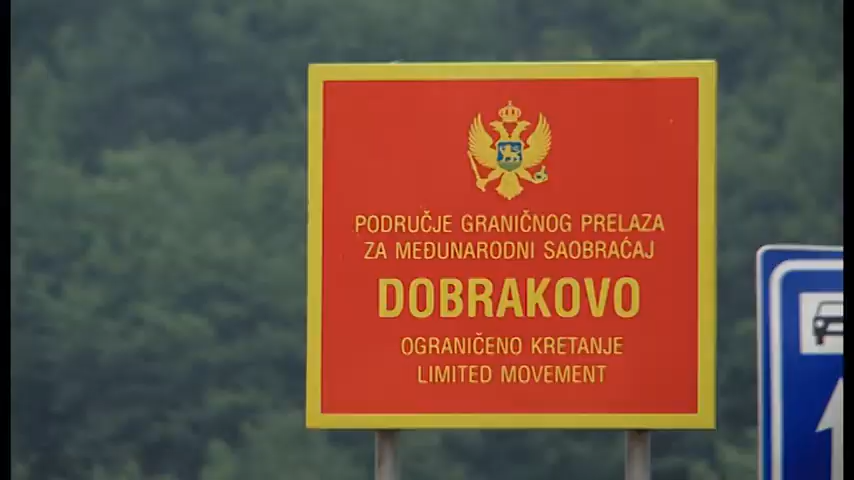 PODRUČJE GRANIČNOG PRELAZA
ZA MEĐUNARODNI SAOBRAĆAJ
DOBRAKOVO
OGRANIČENO KRETANJE
LIMITED MOVEMENT